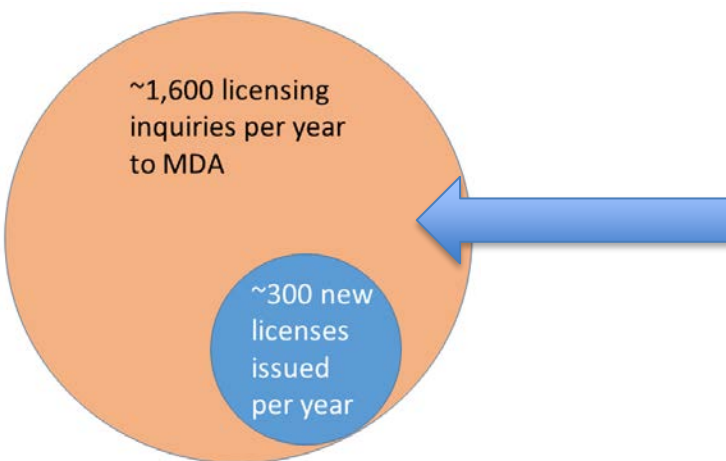 ~1,600 licensing
inquiries per year
to MDA
~300 new
licenses
issued
per year